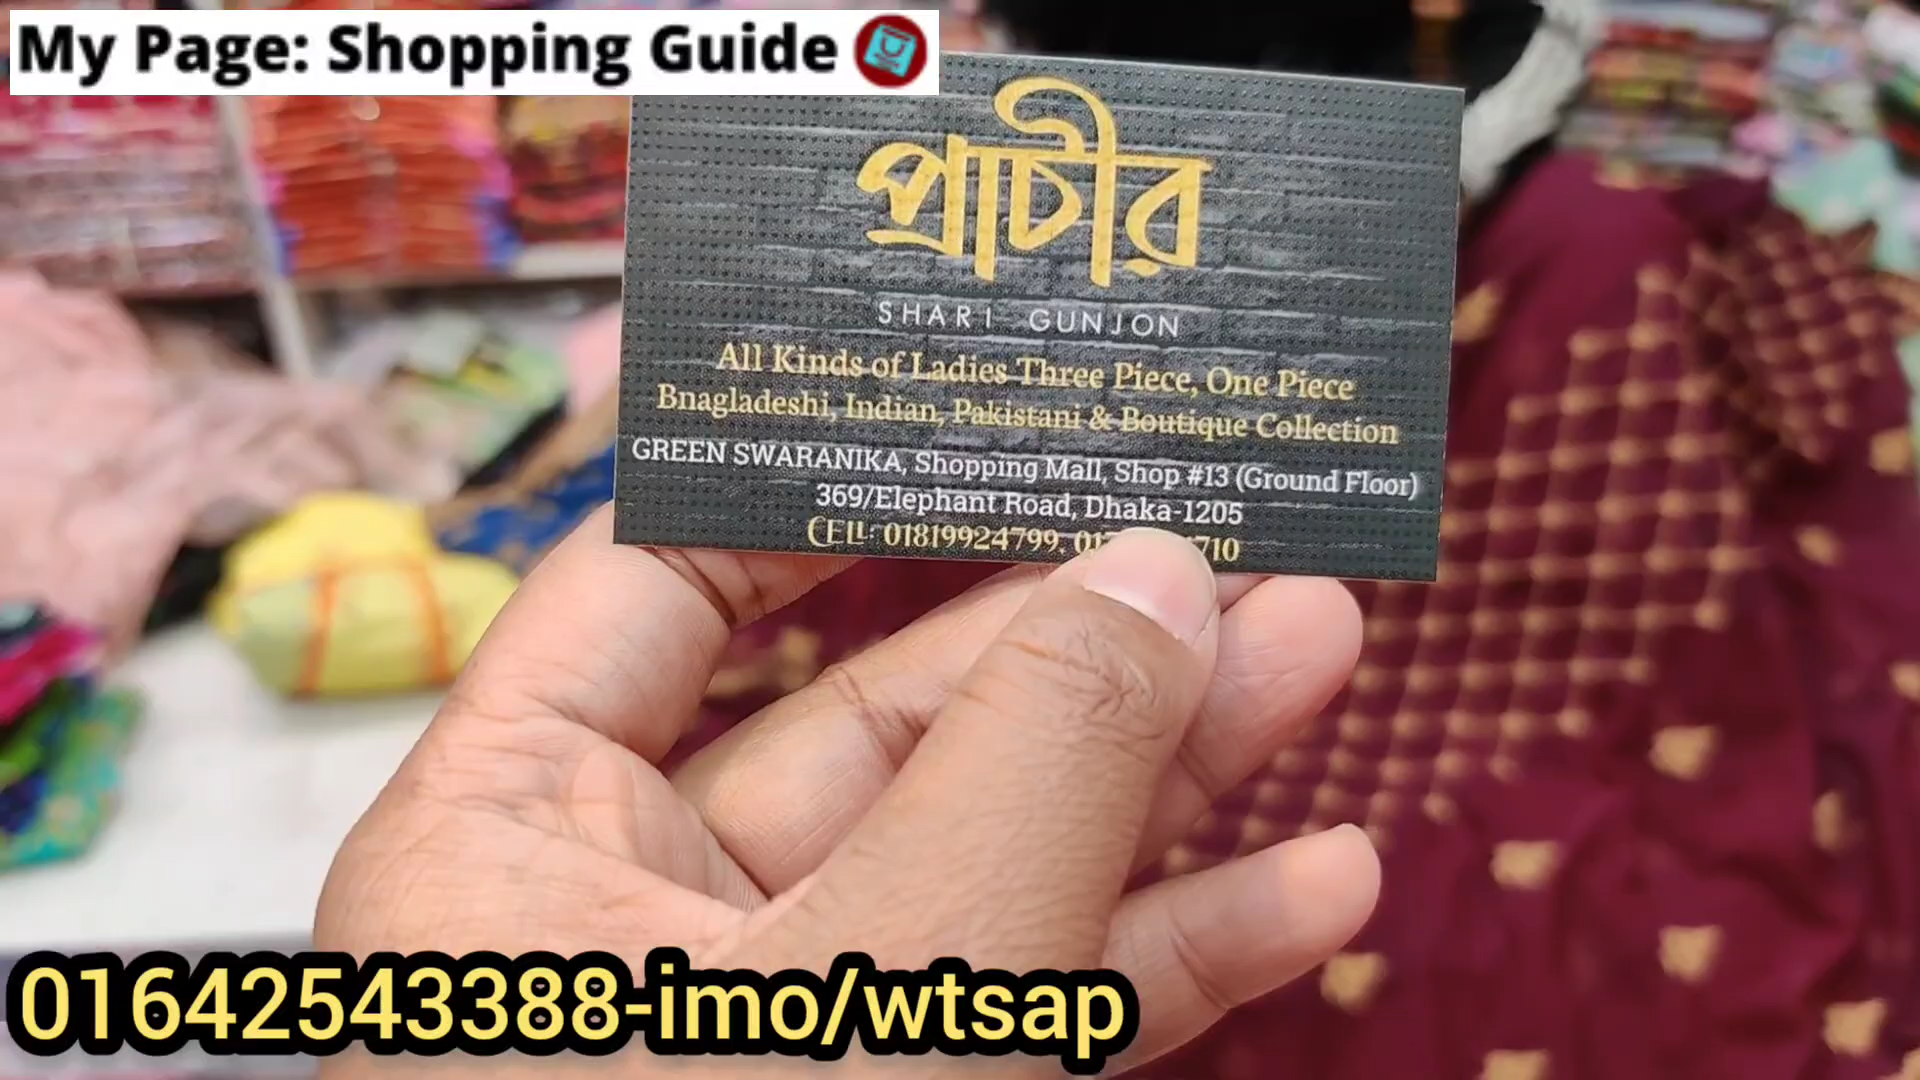 My Page: Shopping Guide
প্রাচীর
SHARI GUNJON
All Kinds of Ladies Three Piece, One Piece
Bnagladeshi, Indian, Pakistani & Boutique Collection
GREEN SWARANIKA, Shopping Mall, Shop #13 (Ground Floor)
369/Elephant Road, Dhaka-1205
CELL: 01819924799,
01642543388-imo/wtsap